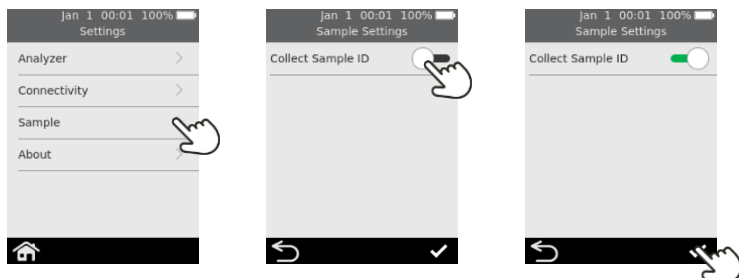 Jan 1 00:01 100%
Settings
Analyzer
Connectivity
Sample
About
Jan 1 00:01 100%
Sample Settings
Collect Sample ID
Jan 1 00:01 100%
Sample Settings
Collect Sample ID